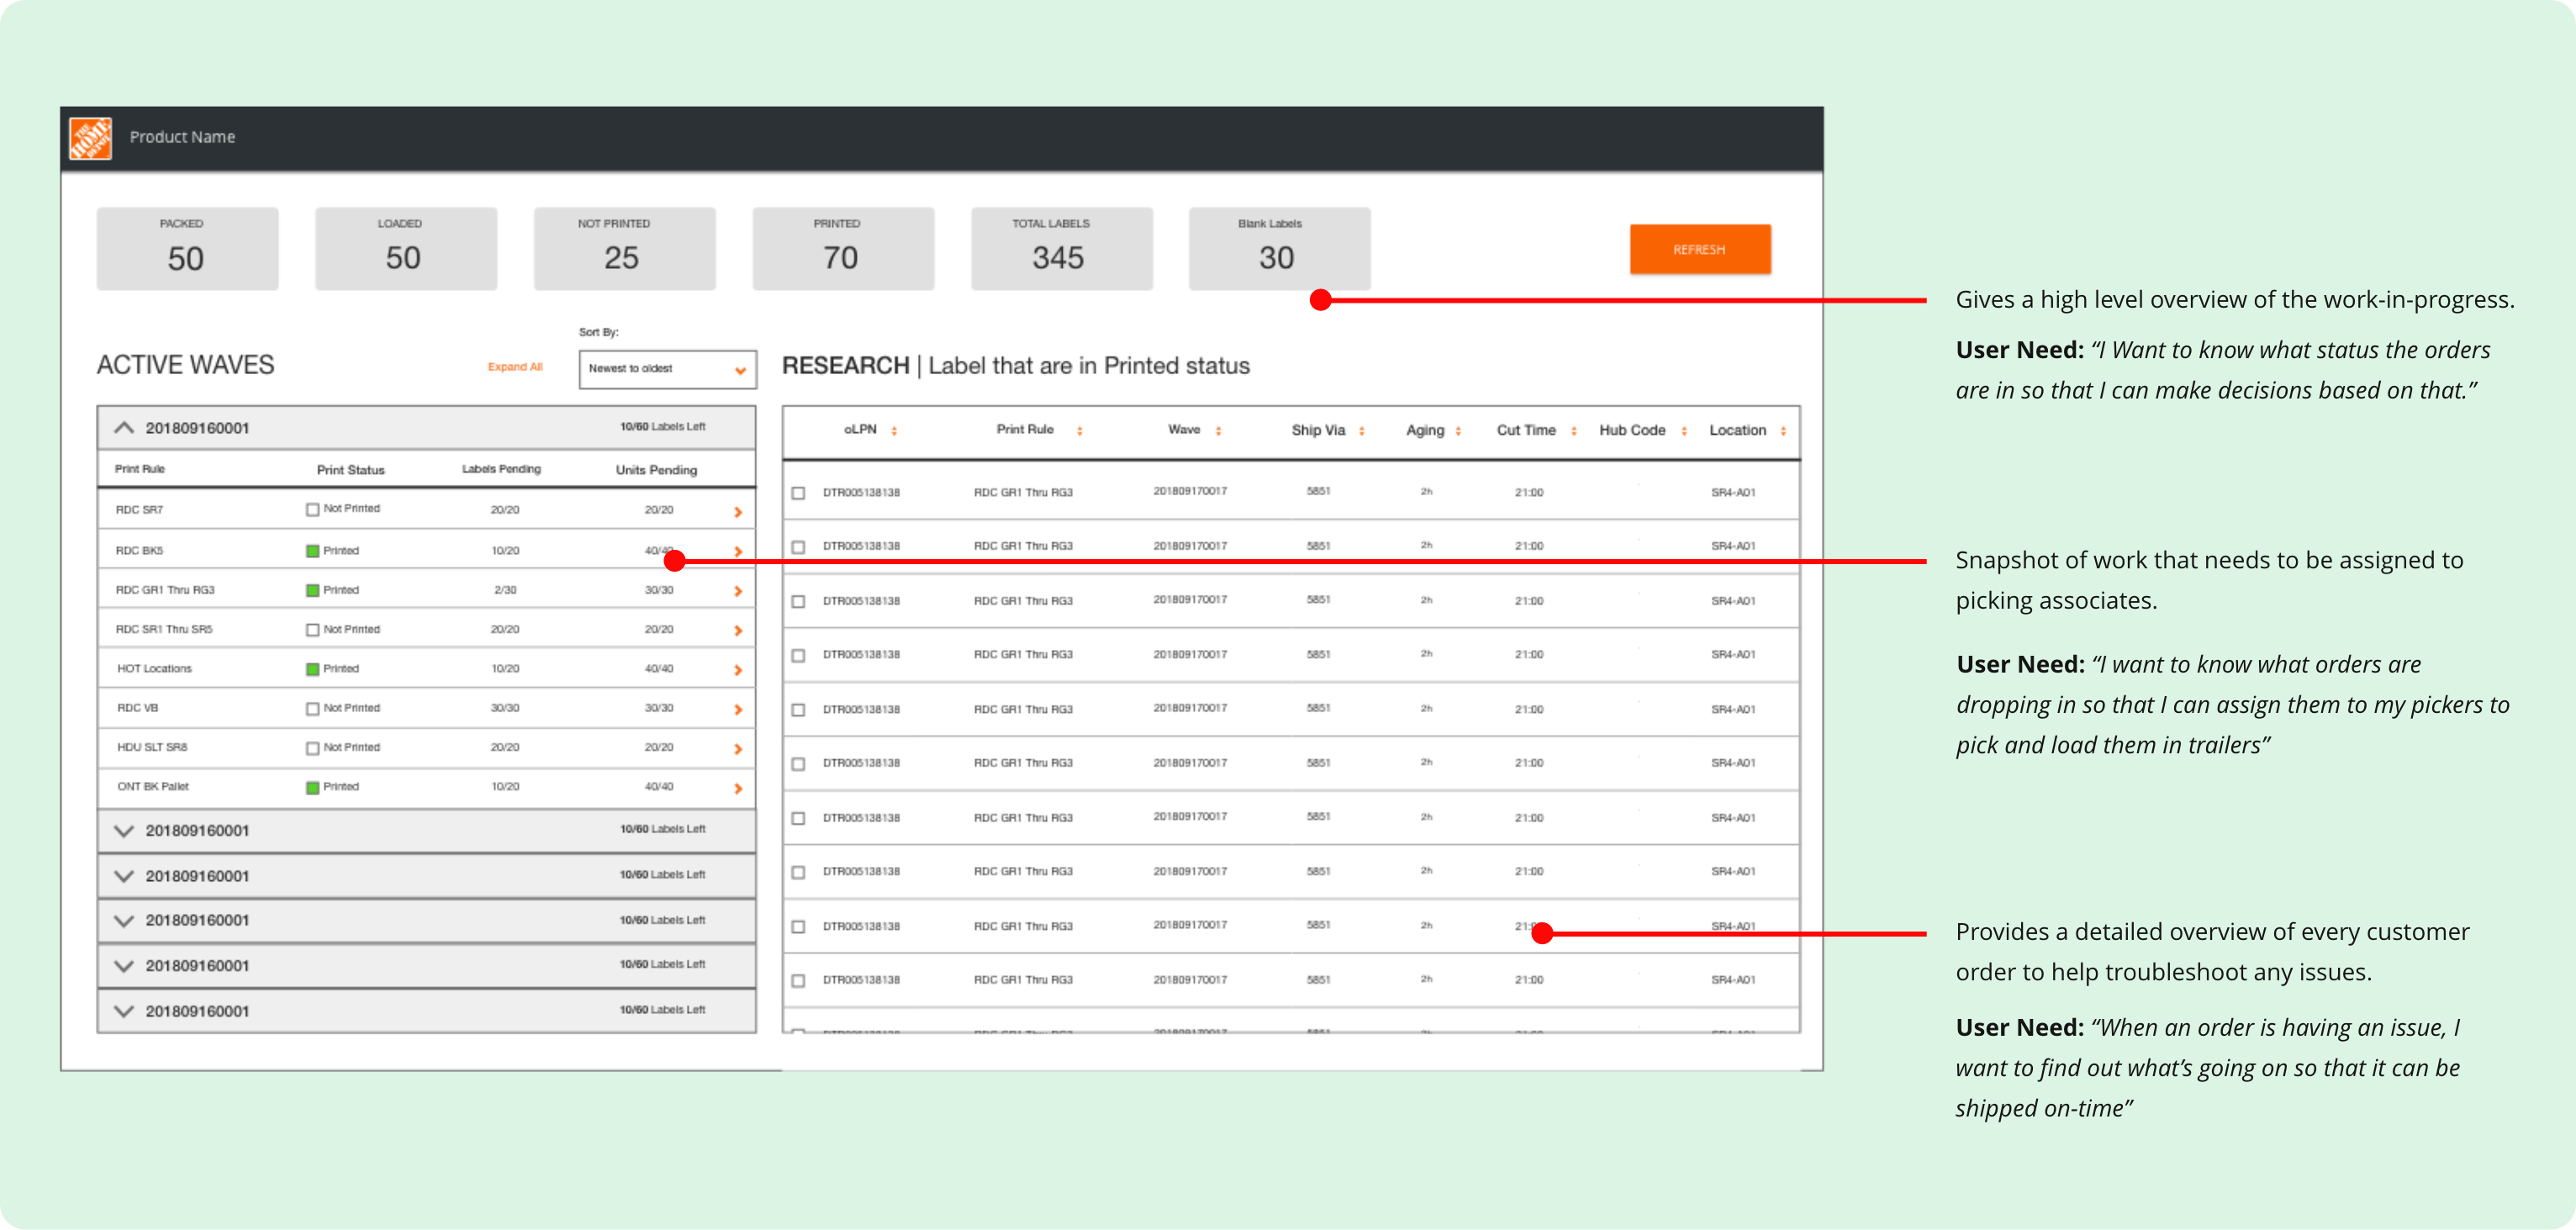 THE HOME DEPOT
Product Name
PACKED
50
LOADED
50
NOT PRINTED
25
PRINTED
70
TOTAL LABELS
345
Blank Labels
30
REFRESH
Gives a high level overview of the work-in-progress.
User Need: “I Want to know what status the orders
are in so that I can make decisions based on that.”
ACTIVE WAVES
Expand All
Sort By:
Newest to oldest
201809160001 10/60 Labels Left
Print Rule Print Status Labels Pending Units Pending
RDC SR7 Not Printed 20/20 20/20
RDC BK5 Printed 10/20 40/40
RDC GR1 Thru RG3 Printed 2/30 30/30
RDC SR1 Thru SR5 Not Printed 20/20 20/20
HOT Locations Printed 10/20 40/40
RDC VB Not Printed 30/30 30/30
HDU SLT SR8 Not Printed 20/20 20/20
ONT BK Pallet Printed 10/20 40/40
201809160001 10/60 Labels Left
201809160001 10/60 Labels Left
201809160001 10/60 Labels Left
201809160001 10/60 Labels Left
201809160001 10/60 Labels Left
RESEARCH | Label that are in Printed status
oLPN Print Rule Wave Ship Via Aging Cut Time Hub Code Location
DTR005138138 RDC GR1 Thru RG3 201809170017 5851 2h 21:00 SR4-A01
DTR005138138 RDC GR1 Thru RG3 201809170017 5851 2h 21:00 SR4-A01
DTR005138138 RDC GR1 Thru RG3 201809170017 5851 2h 21:00 SR4-A01
DTR005138138 RDC GR1 Thru RG3 201809170017 5851 2h 21:00 SR4-A01
DTR005138138 RDC GR1 Thru RG3 201809170017 5851 2h 21:00 SR4-A01
DTR005138138 RDC GR1 Thru RG3 201809170017 5851 2h 21:00 SR4-A01
DTR005138138 RDC GR1 Thru RG3 201809170017 5851 2h 21:00 SR4-A01
DTR005138138 RDC GR1 Thru RG3 201809170017 5851 2h 21:00 SR4-A01
DTR005138138 RDC GR1 Thru RG3 201809170017 5851 2h SR4-A01
DTR005138138 RDC GR1 Thru RG3 201809170017 5851 2h 21:00 SR4-A01
Snapshot of work that needs to be assigned to
picking associates.
User Need: “I want to know what orders are
dropping in so that I can assign them to my pickers to
pick and load them in trailers”
Provides a detailed overview of every customer
order to help troubleshoot any issues.
User Need: “When an order is having an issue, I
want to find out what’s going on so that it can be
shipped on-time”